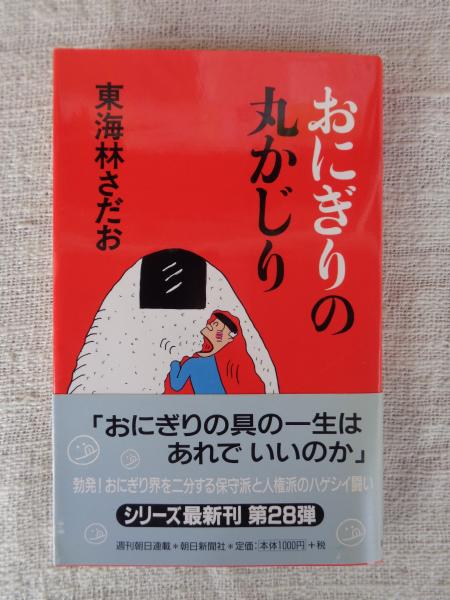 おにぎりの
丸かじり
東海林さだお
「おにぎりの具の一生は
あれでいいのか」
勃発!おにぎり界を二分する保守派と人権派のハゲシイ闘い
シリーズ最新刊 第28弾
週刊朝日連載*朝日新聞社*定価:本体1000円+税